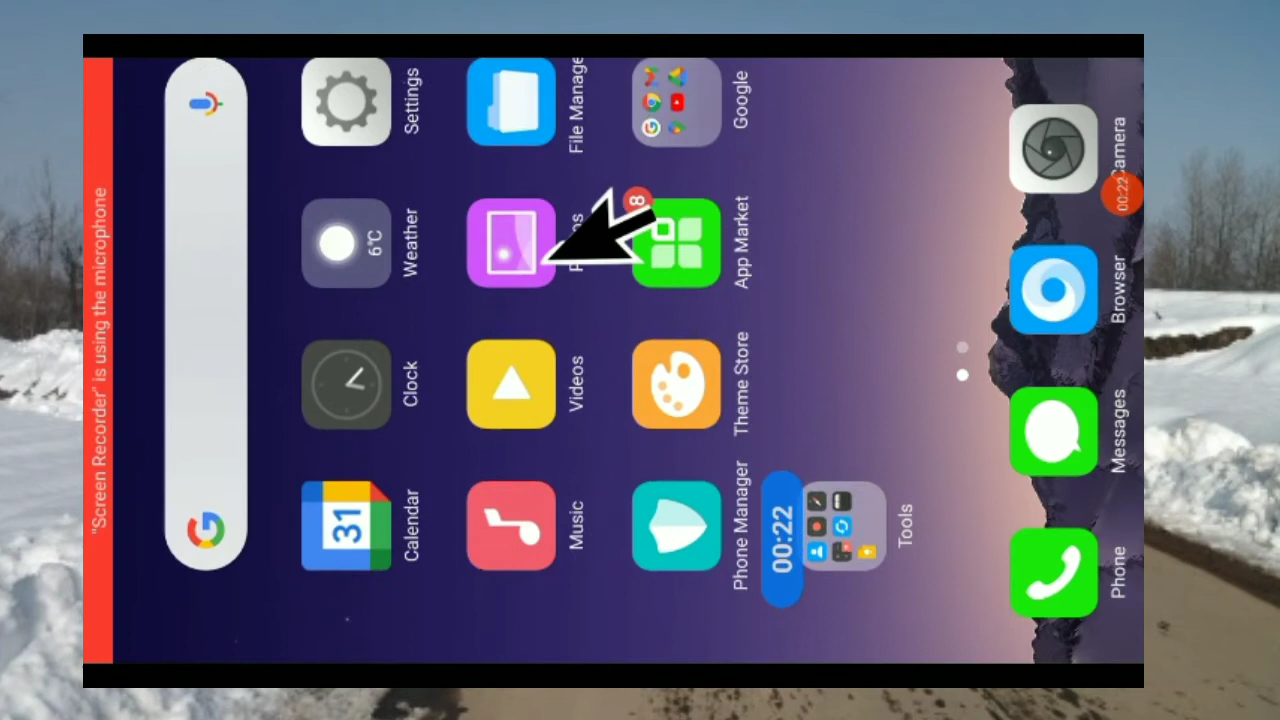 "Screen Recorder" is using the microphone
31
Calendar
Clock
6°C
Weather
Settings
Music
Videos
File Manage
Phone Manager
Theme Store
8
App Market
Google
00:22
Tools
Phone
Messages
Browser
Camera
00:22